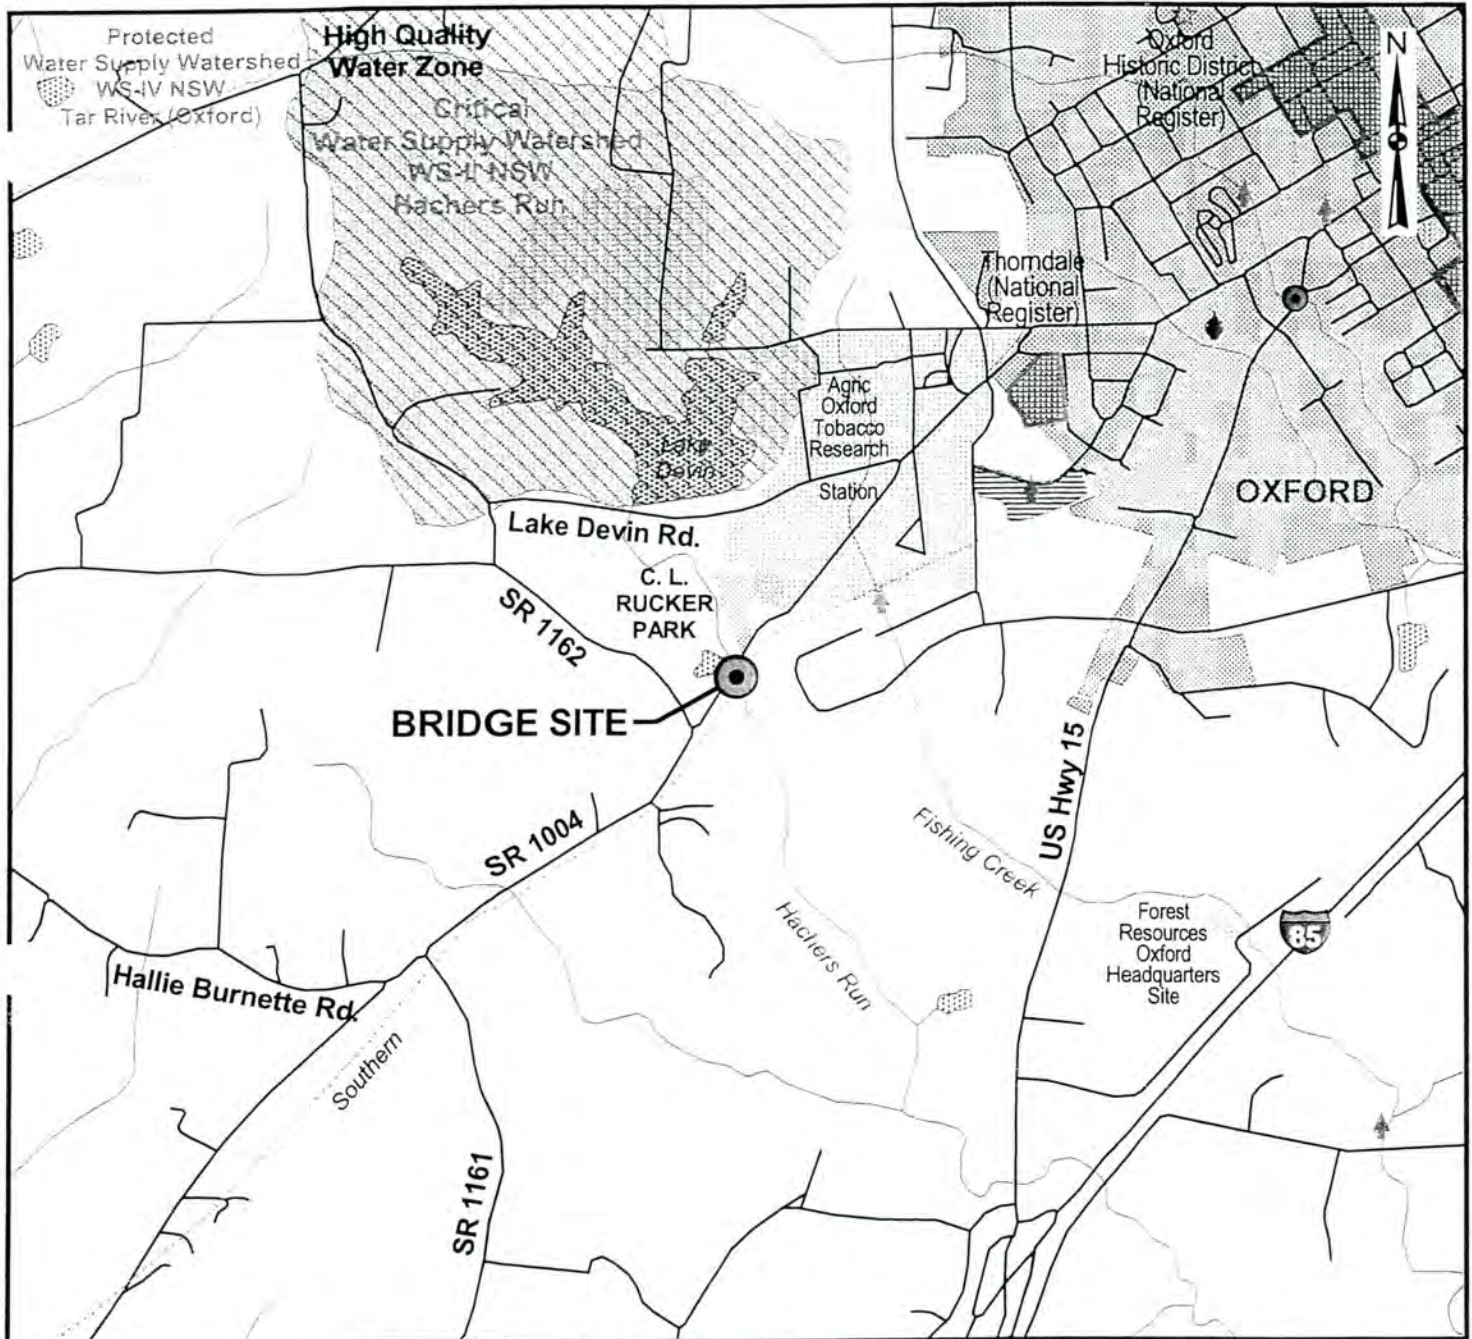 Protected
Water Supply Watershed
WS-IV NSW
Tar River (Oxford)
High Quality
Water Zone
Critical
Water Supply Watershed
WS-II NSW
Hachers Run
Oxford
Historic District
(National
Register)
N
Thorndale
(National
Register)
Agric
Oxford
Tobacco
Research
Station
Lake
Devin
OXFORD
Lake Devin Rd.
C. L.
RUCKER
PARK
SR 1162
BRIDGE SITE
US Hwy 15
SR 1004
Fishing Creek
Hachers Run
Forest
Resources
Oxford
Headquarters
Site
85
Hallie Burnette Rd.
Southern
SR 1161